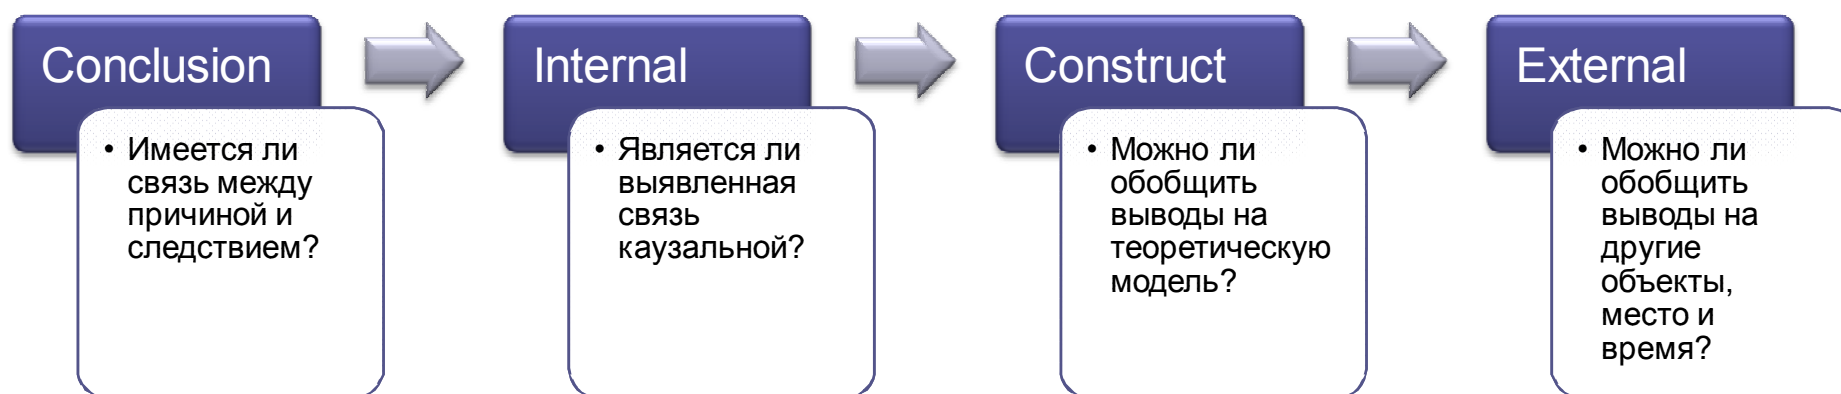 Conclusion
• Имеется ли
связь между
причиной и
следствием?
Internal
• Является ли
выявленная
связь
каузальной?
Construct
• Можно ли
обобщить
выводы на
теоретическую
модель?
External
• Можно ли
обобщить
выводы на
другие
объекты,
место и
время?